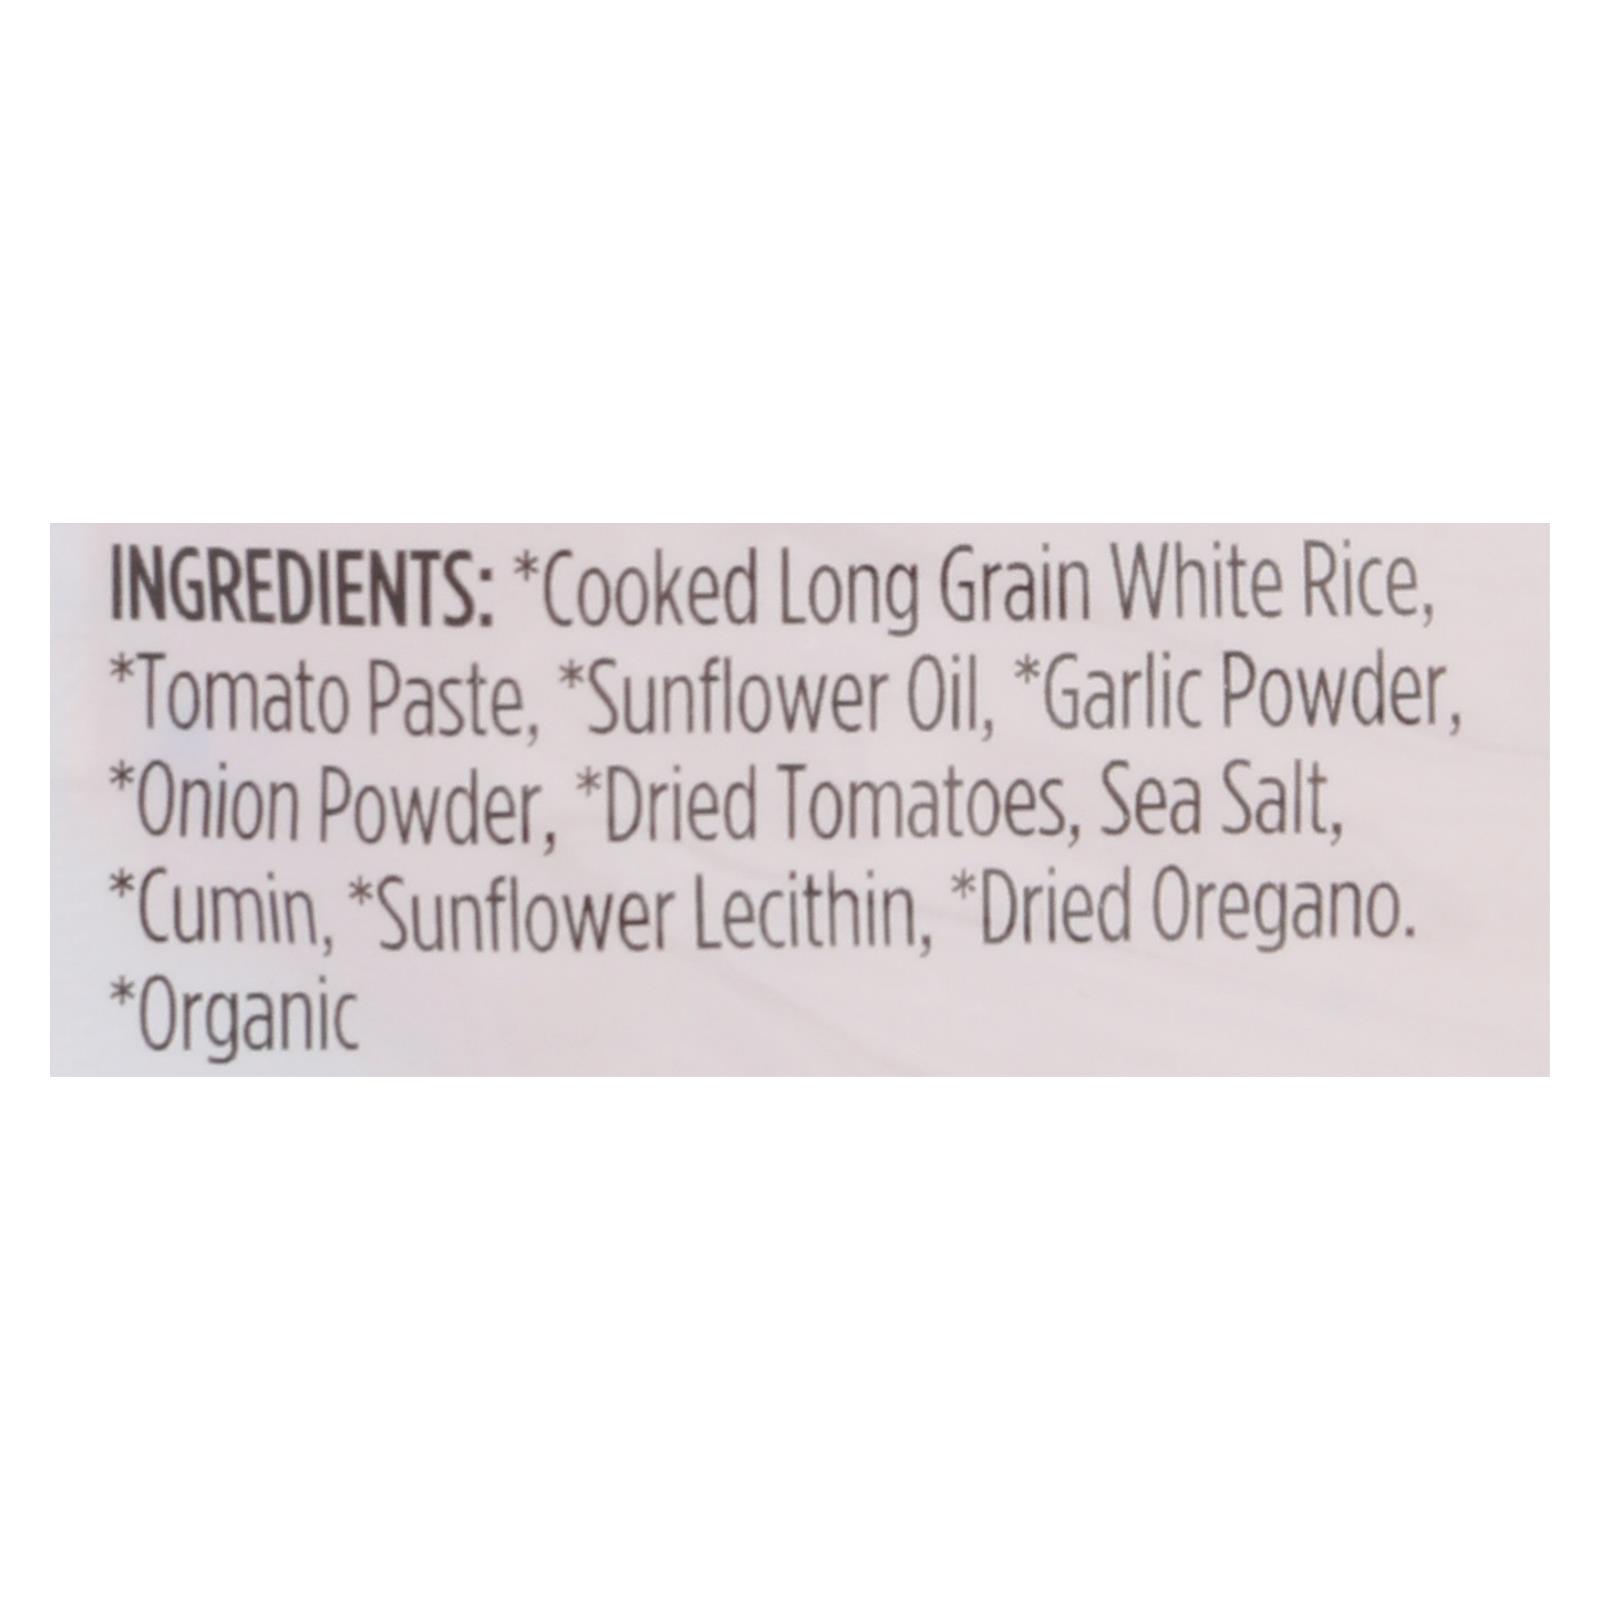 INGREDIENTS: *Cooked Long Grain White Rice,
*Tomato Paste, *Sunflower Oil, *Garlic Powder,
*Onion Powder, *Dried Tomatoes, Sea Salt,
*Cumin, *Sunflower Lecithin, *Dried Oregano.
*Organic